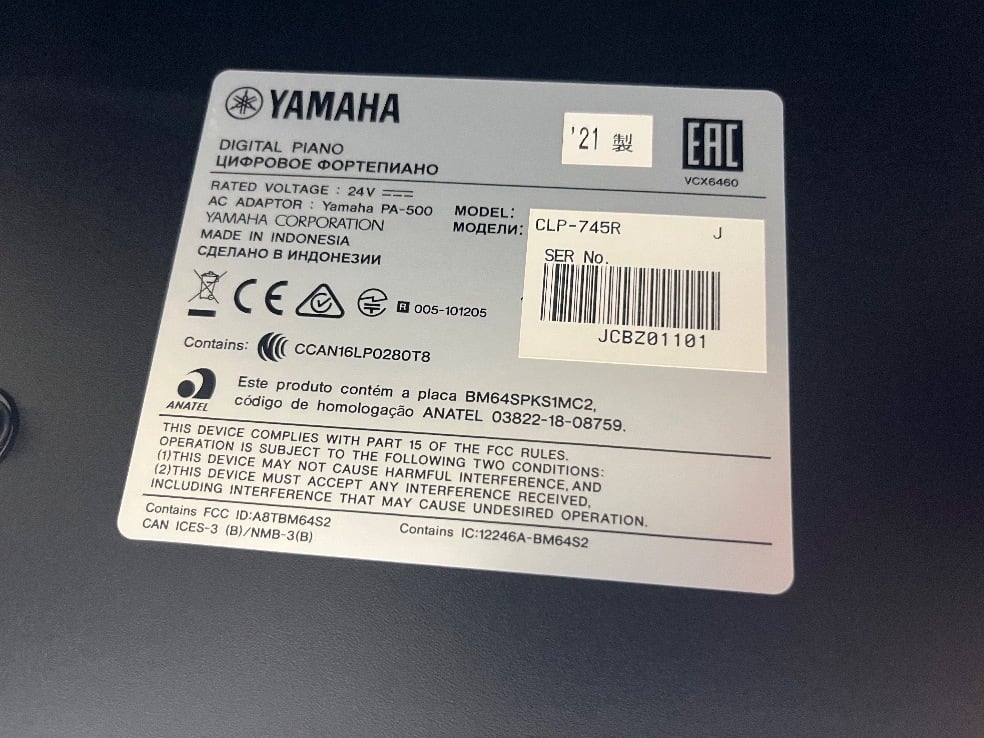 YAMAHA
'21 製
EAC
VCX6460
DIGITAL PIANO
ЦИФРОВОЕ ФОРТЕПИАНО
RATED VOLTAGE : 24V
AC ADAPTOR : Yamaha PA-500
YAMAHA CORPORATION
MADE IN INDONESIA
СДЕЛАНО В ИНДОНЕЗИИ
MODEL:
МОДЕЛИ:
CLP-745R J
SER No.
JCBZ01101
CE
R 005-101205
Contains: CCAN16LP0280T8
ANATEL
Este produto contém a placa BM64SPKS1MC2,
código de homologação ANATEL 03822-18-08759.
THIS DEVICE COMPLIES WITH PART 15 OF THE FCC RULES.
OPERATION IS SUBJECT TO THE FOLLOWING TWO CONDITIONS:
(1)THIS DEVICE MAY NOT CAUSE HARMFUL INTERFERENCE, AND
(2)THIS DEVICE MUST ACCEPT ANY INTERFERENCE RECEIVED,
INCLUDING INTERFERENCE THAT MAY CAUSE UNDESIRED OPERATION.
Contains FCC ID:A8TBM64S2
CAN ICES-3 (B)/NMB-3(B)
Contains IC:12246A-BM64S2